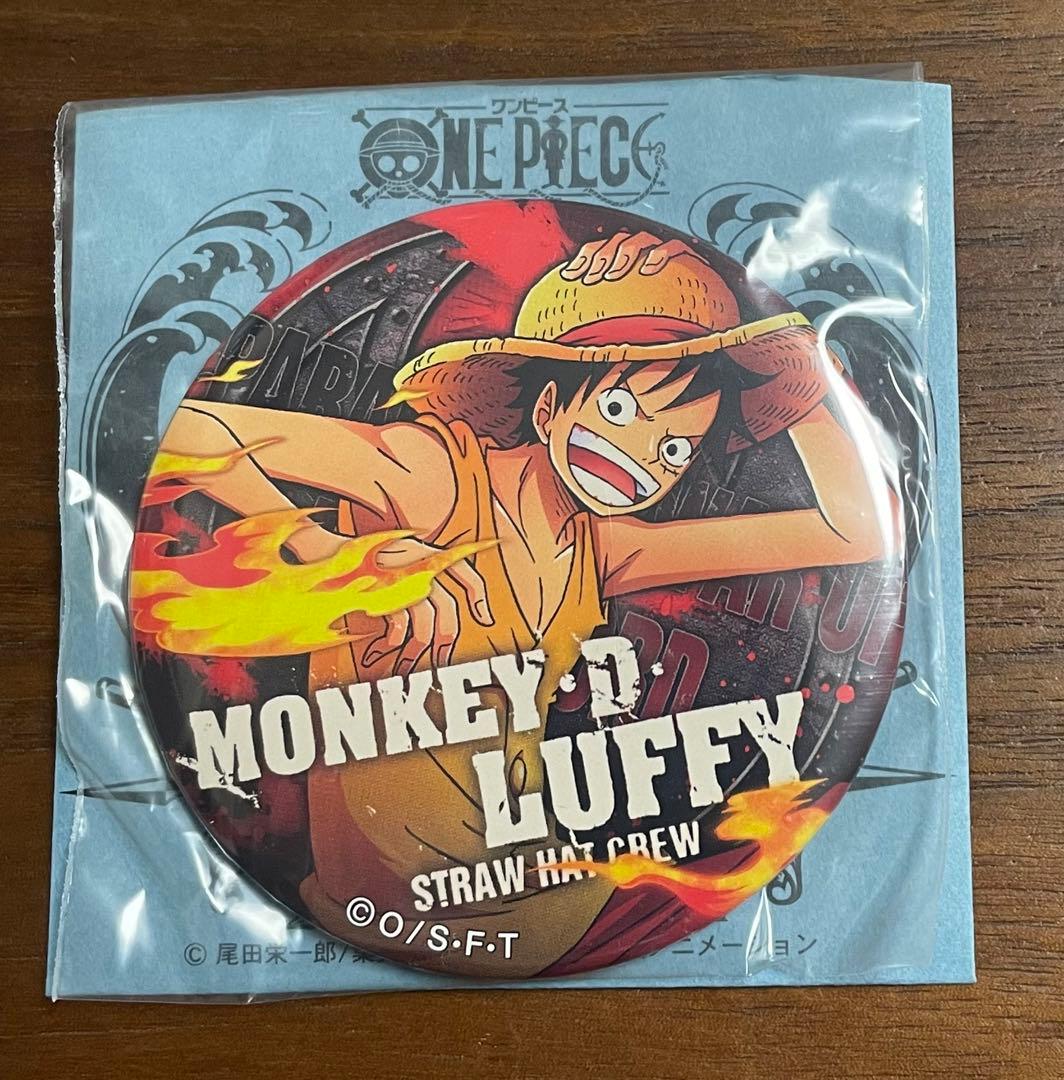 ワンピース
ONE PIECE
MONKEY・D・
LUFFY
STRAW HAT CREW
©O/S・F・T
© 尾田栄一郎/集
ニメーション